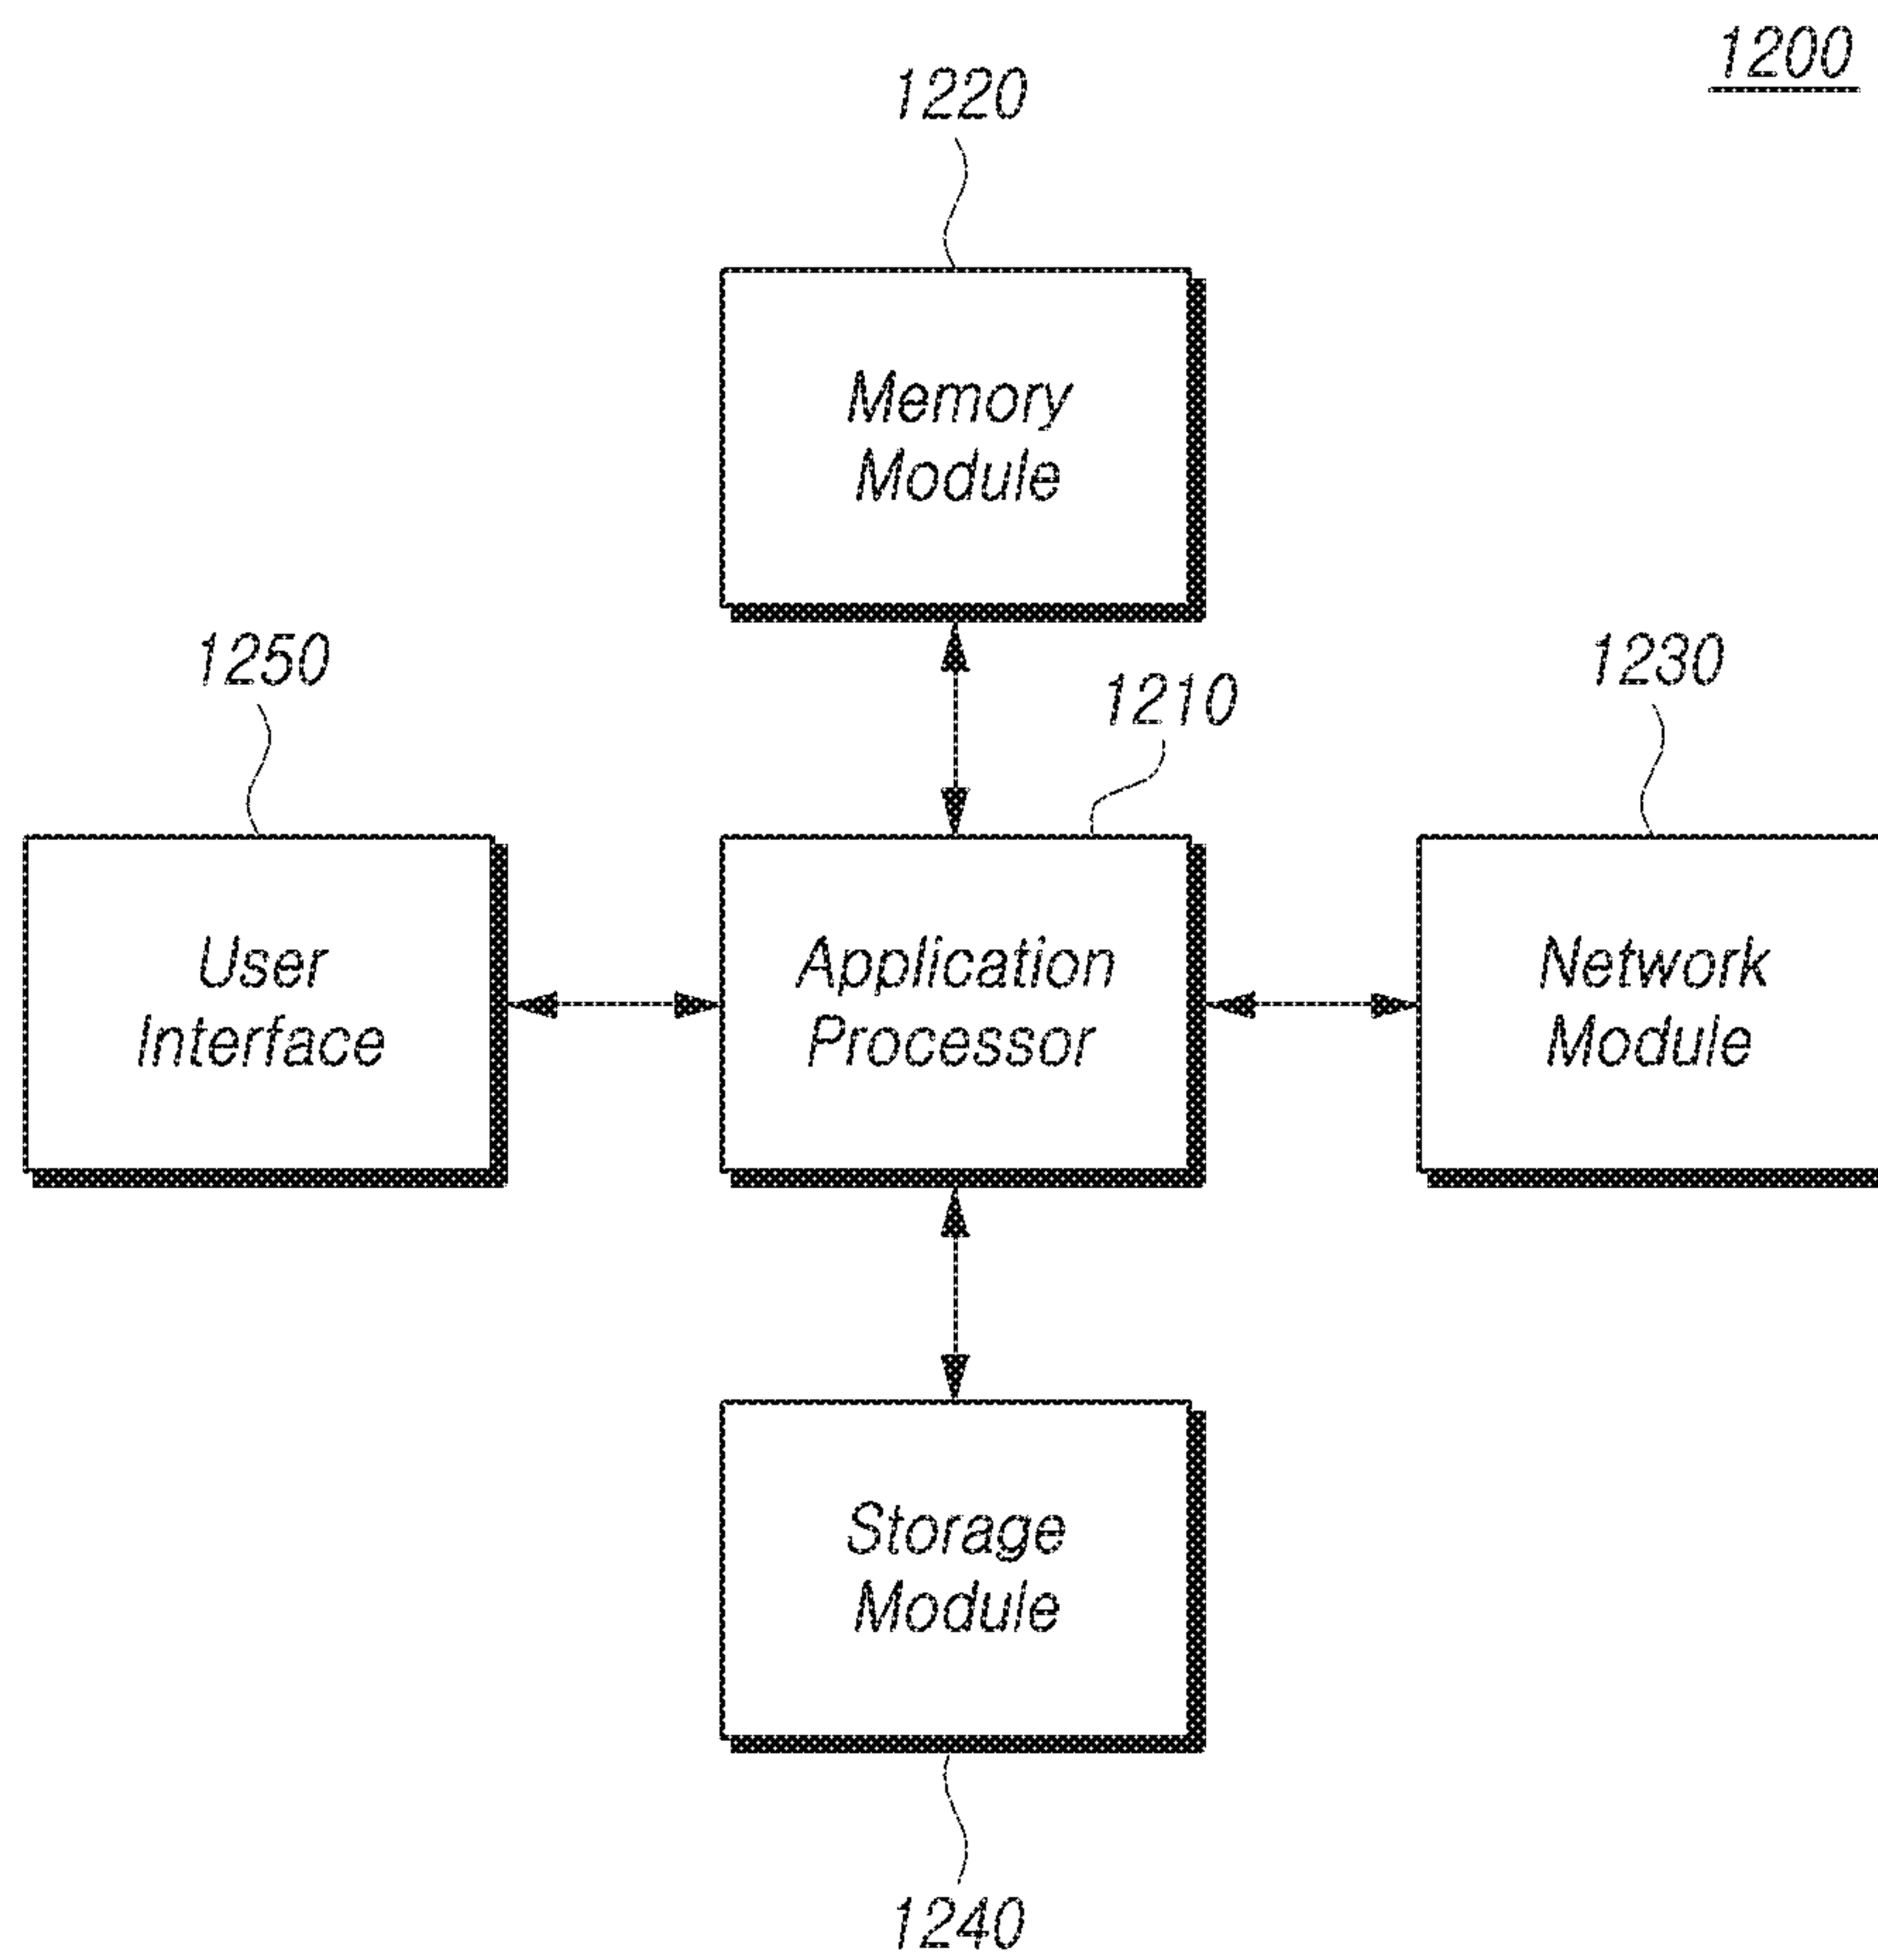 1200
1220
Memory
Module
1250
1210
1230
User
Interface
Application
Processor
Network
Module
Storage
Module
1240